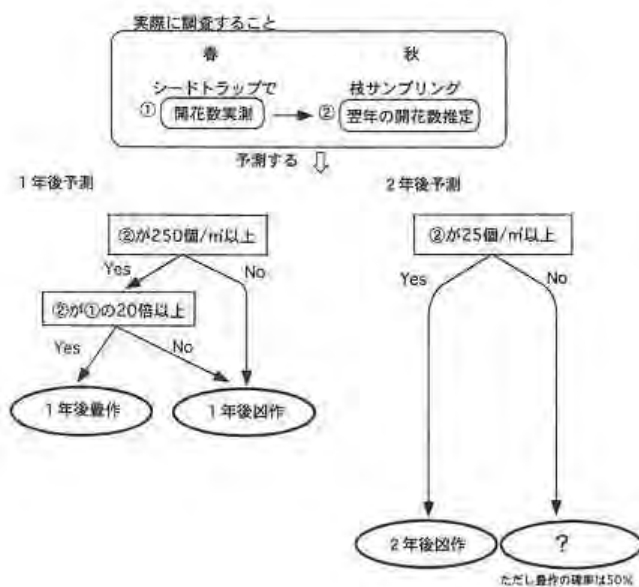 実際に調査すること
春 秋
シードトラップで 枝サンプリング
① 開花数実測 ② 翌年の開花数推定
予測する
1年後予測 2年後予測
②が250個/㎡以上 ②が25個/㎡以上
Yes No Yes No
②が①の20倍以上
Yes No
1年後豊作 1年後凶作
2年後凶作 ?
ただし豊作の確率は50%